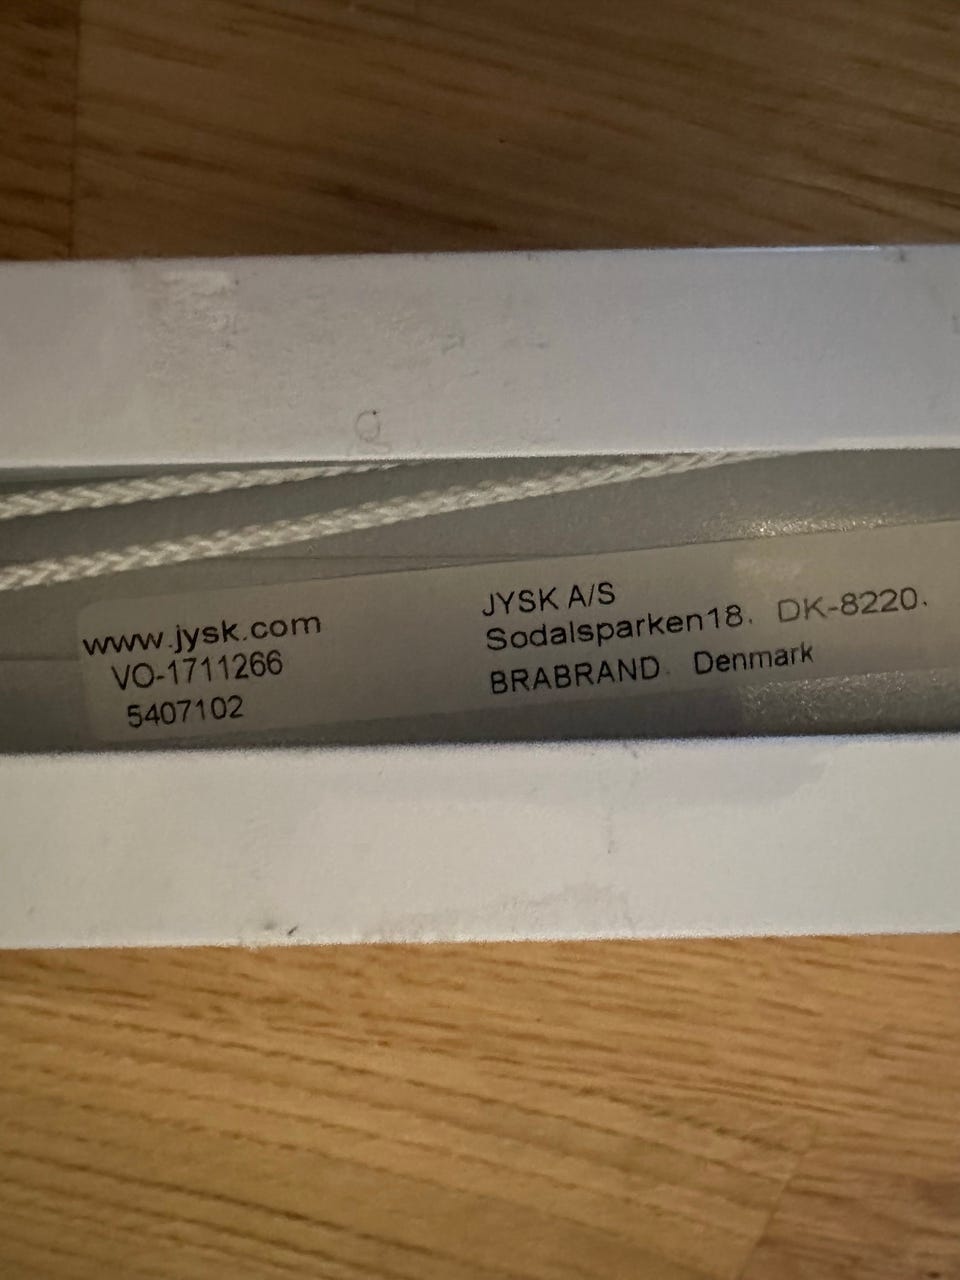 www.jysk.com
VO-1711266
5407102
JYSK A/S
Sodalsparken18. DK-8220.
BRABRAND. Denmark